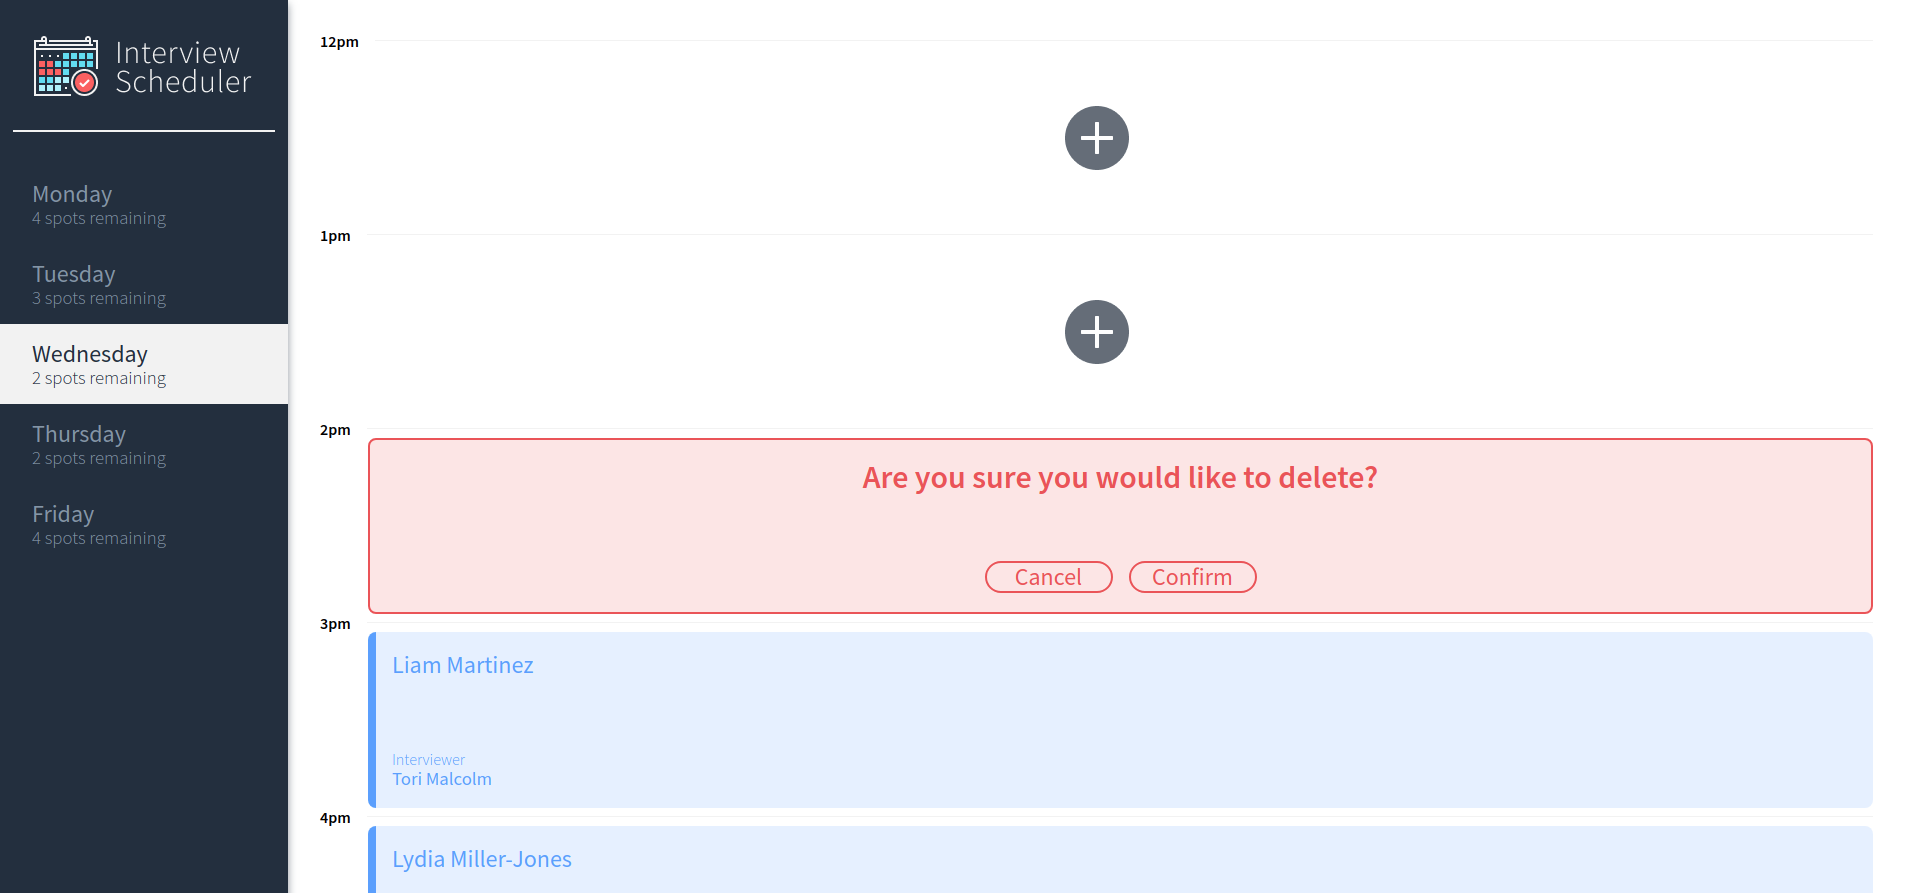 Interview
Scheduler
Monday
4 spots remaining
Tuesday
3 spots remaining
Wednesday
2 spots remaining
Thursday
2 spots remaining
Friday
4 spots remaining
12pm
1pm
2pm
Are you sure you would like to delete?
Cancel Confirm
3pm
Liam Martinez
Interviewer
Tori Malcolm
4pm
Lydia Miller-Jones